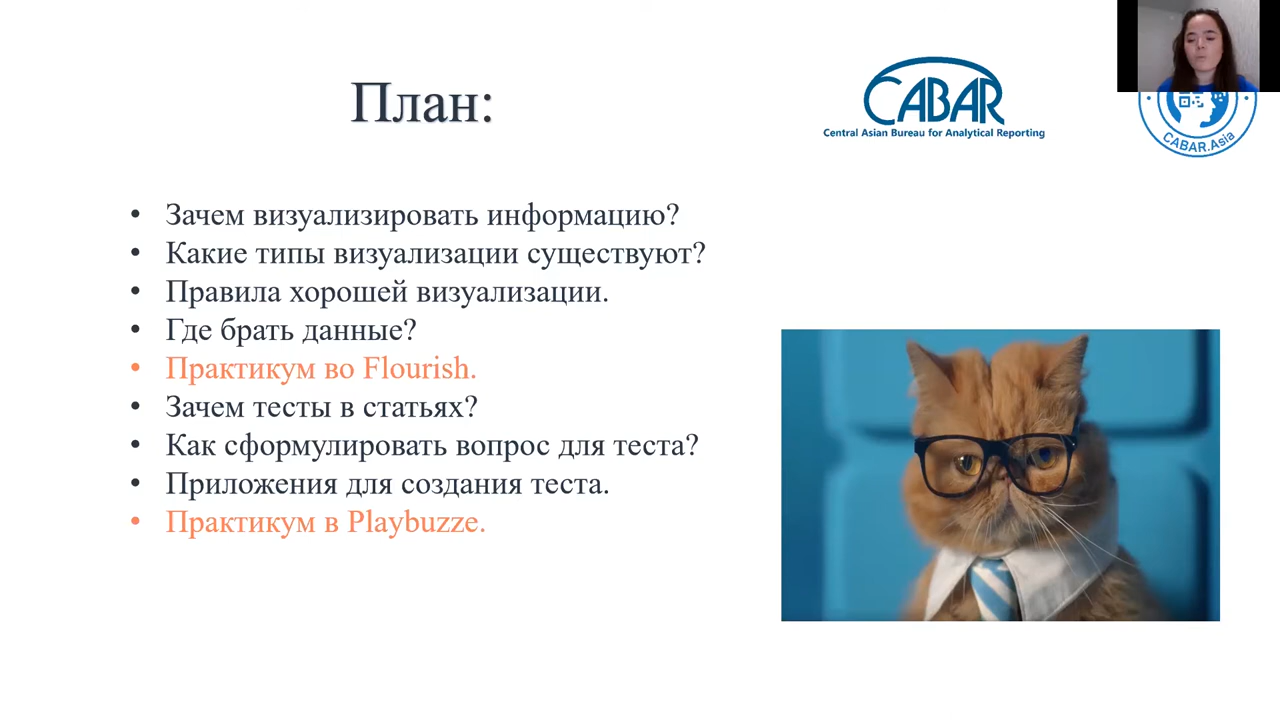 План:
CABAR
Central Asian Bureau for Analytical Reporting
CABAR.Asia
• Зачем визуализировать информацию?
• Какие типы визуализации существуют?
• Правила хорошей визуализации.
• Где брать данные?
• Практикум во Flourish.
• Зачем тесты в статьях?
• Как сформулировать вопрос для теста?
• Приложения для создания теста.
• Практикум в Playbuzze.